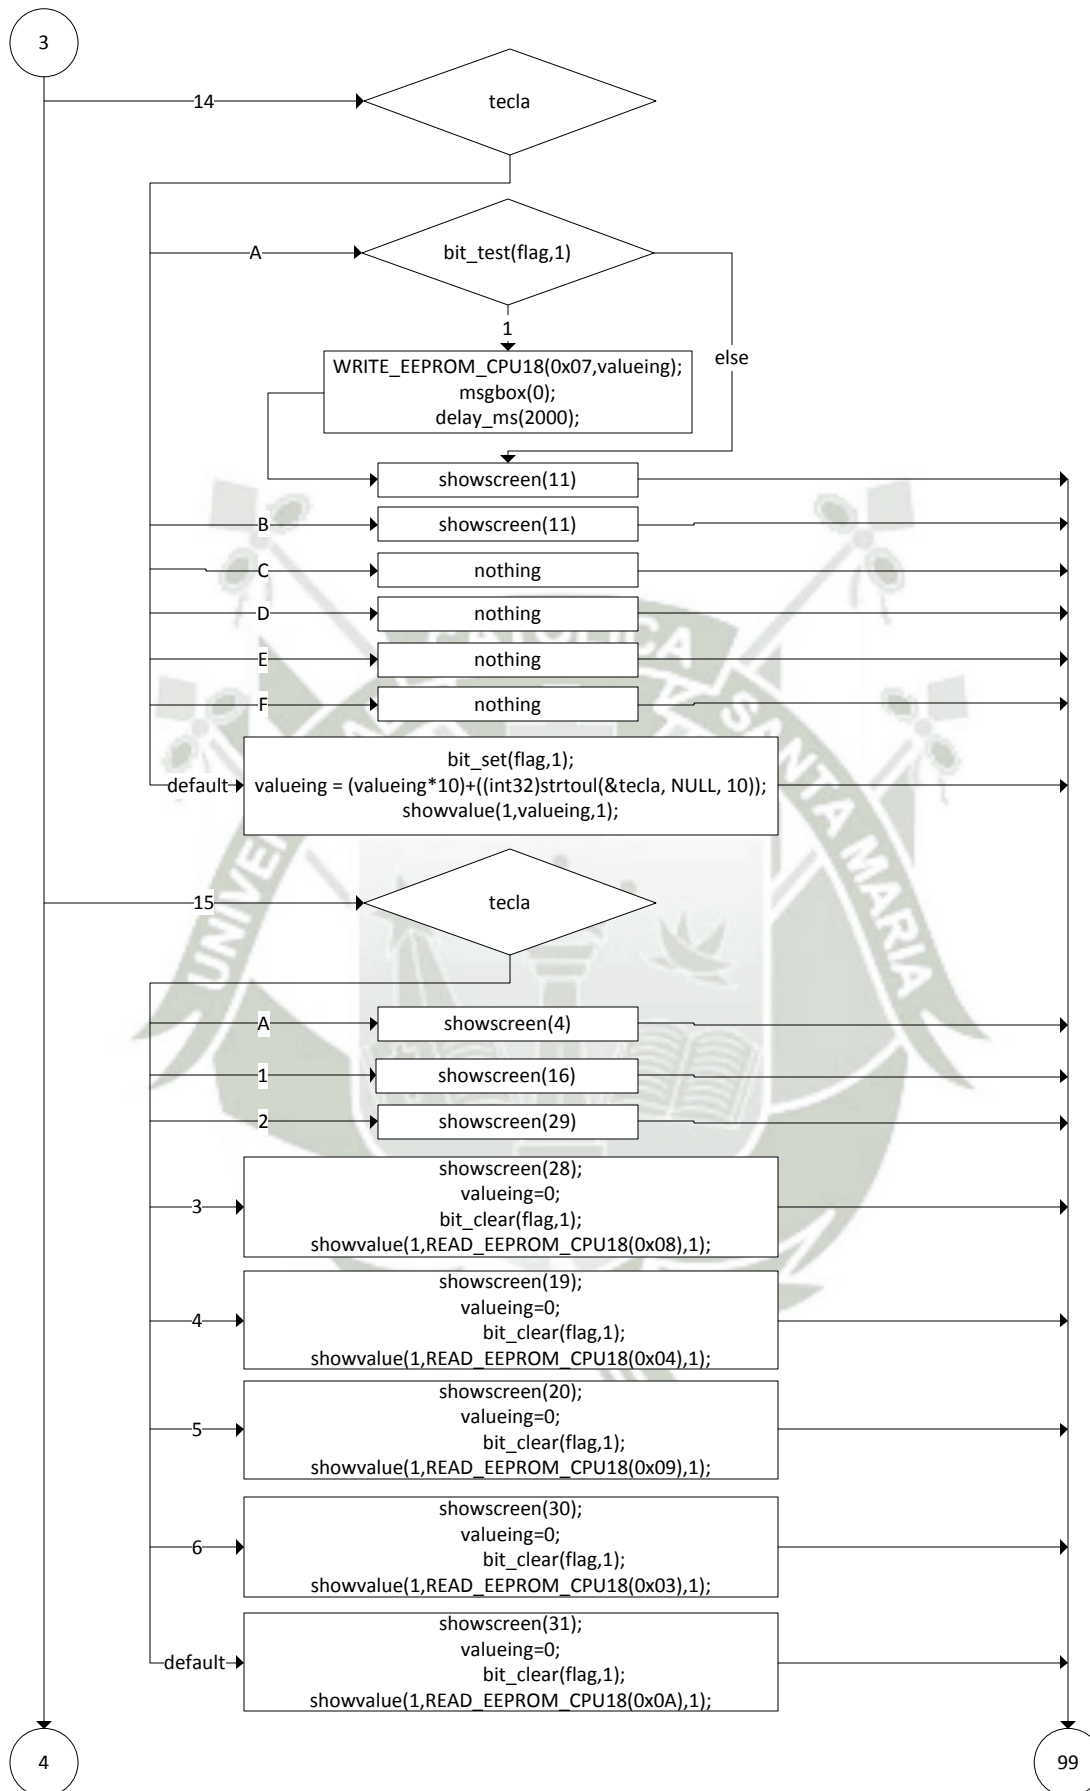 3
14
tecla
A
bit_test(flag,1)
1
else
WRITE_EEPROM_CPU18(0x07,valueing);
msgbox(0);
delay_ms(2000);
showscreen(11)
B
showscreen(11)
C
nothing
D
nothing
E
nothing
F
nothing
default
bit_set(flag,1);
valueing = (valueing*10)+((int32)strtoul(&tecla, NULL, 10));
showvalue(1,valueing,1);
15
tecla
A
showscreen(4)
1
showscreen(16)
2
showscreen(29)
3
showscreen(28);
valueing=0;
bit_clear(flag,1);
showvalue(1,READ_EEPROM_CPU18(0x08),1);
4
showscreen(19);
valueing=0;
bit_clear(flag,1);
showvalue(1,READ_EEPROM_CPU18(0x04),1);
5
showscreen(20);
valueing=0;
bit_clear(flag,1);
showvalue(1,READ_EEPROM_CPU18(0x09),1);
6
showscreen(30);
valueing=0;
bit_clear(flag,1);
showvalue(1,READ_EEPROM_CPU18(0x03),1);
default
showscreen(31);
valueing=0;
bit_clear(flag,1);
showvalue(1,READ_EEPROM_CPU18(0x0A),1);
4
99
SANTA MARIA